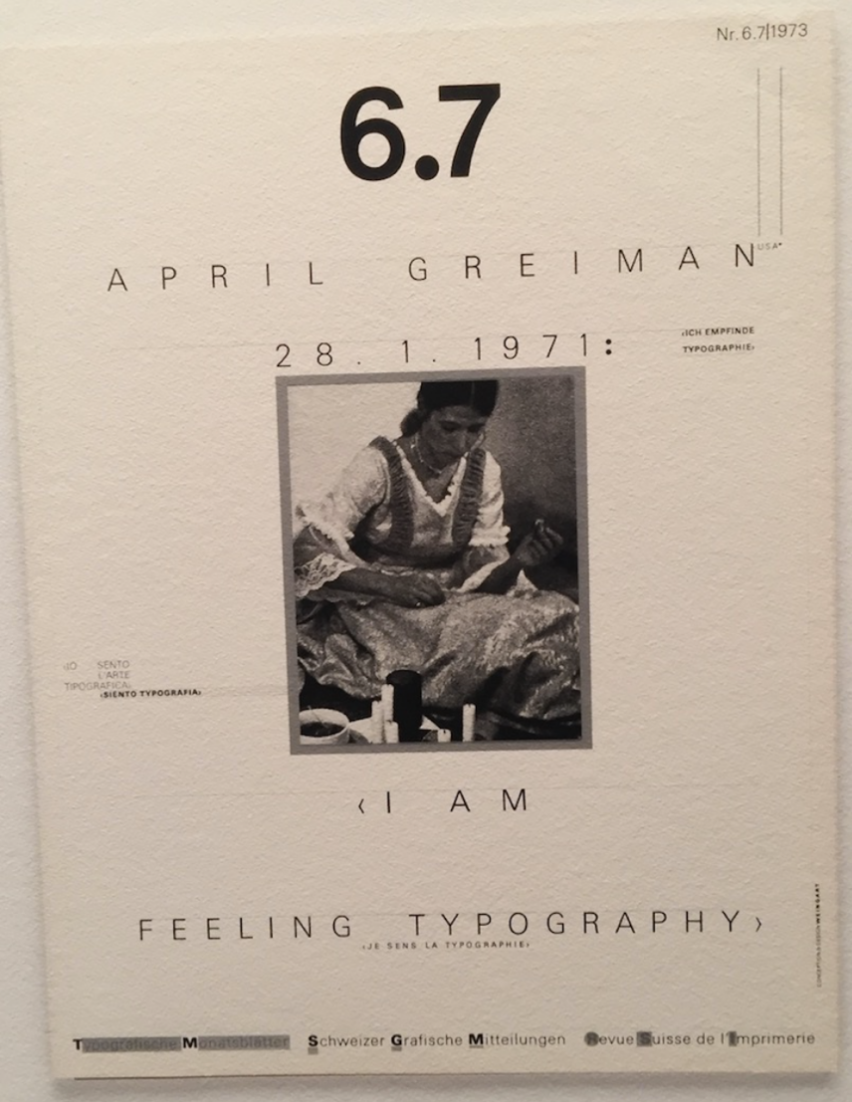 Nr. 6.7|1973
6.7
APRIL GREIMAN
USA*
28.1.1971:
‹ICH EMPFINDE
TYPOGRAPHIE›
‹IO SENTO
L'ARTE
TIPOGRAFICA›
‹SIENTO TYPOGRAFIA›
‹I AM
FEELING TYPOGRAPHY›
‹JE SENS LA TYPOGRAPHIE›
Typografische Monatsblätter Schweizer Grafische Mitteilungen Revue Suisse de l'Imprimerie
WEINGART